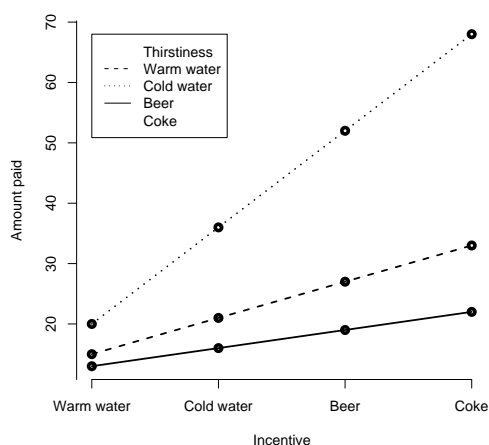 70
60
50
40
30
20
Amount paid
Thirstiness
Warm water
Cold water
Beer
Coke
Warm water Cold water Beer Coke
Incentive